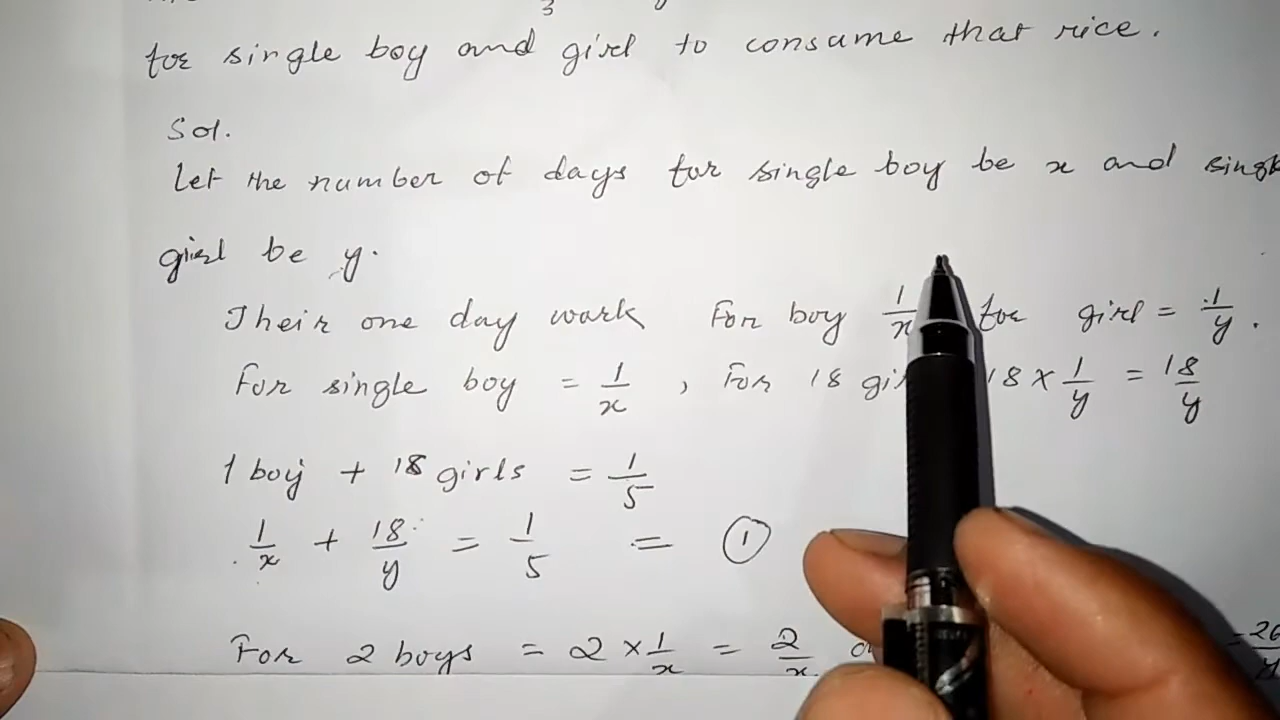 3
for single boy and girl to consume that rice.
Sol.
Let the number of days for single boy be x and
girl be y.
Their one day work For boy 1/x for girl = 1/y.
For single boy = 1/x , For 18 18 × 1/y = 18/y
1 boy + 18 girls = 1/5
1/x + 18/y = 1/5 = ①
For 2 boys = 2 × 1/x = 2/x